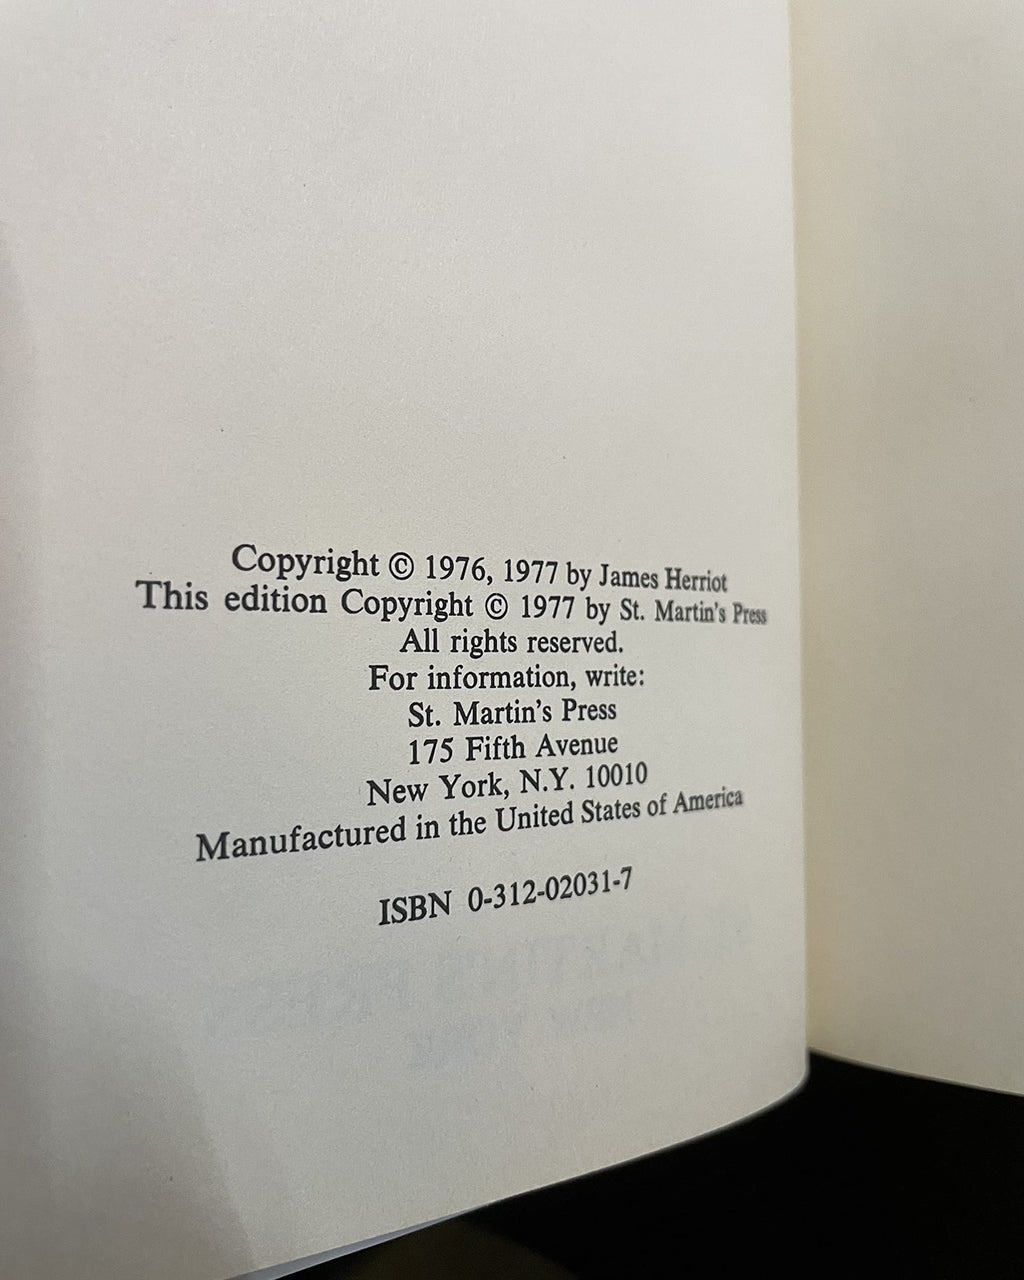 Copyright © 1976, 1977 by James Herriot
This edition Copyright © 1977 by St. Martin's Press
All rights reserved.
For information, write:
St. Martin's Press
175 Fifth Avenue
New York, N.Y. 10010
Manufactured in the United States of America
ISBN 0-312-02031-7